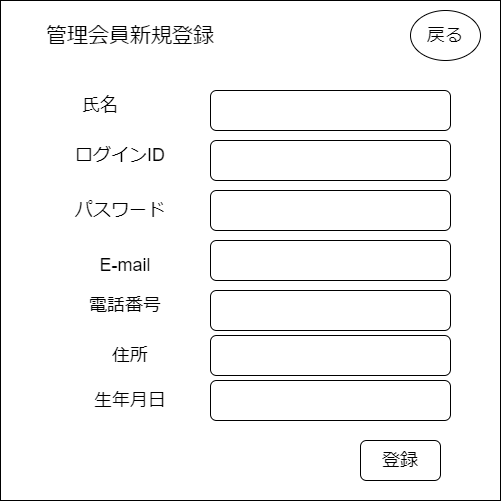 管理会員新規登録
戻る
氏名
ログインID
パスワード
E-mail
電話番号
住所
生年月日
登録